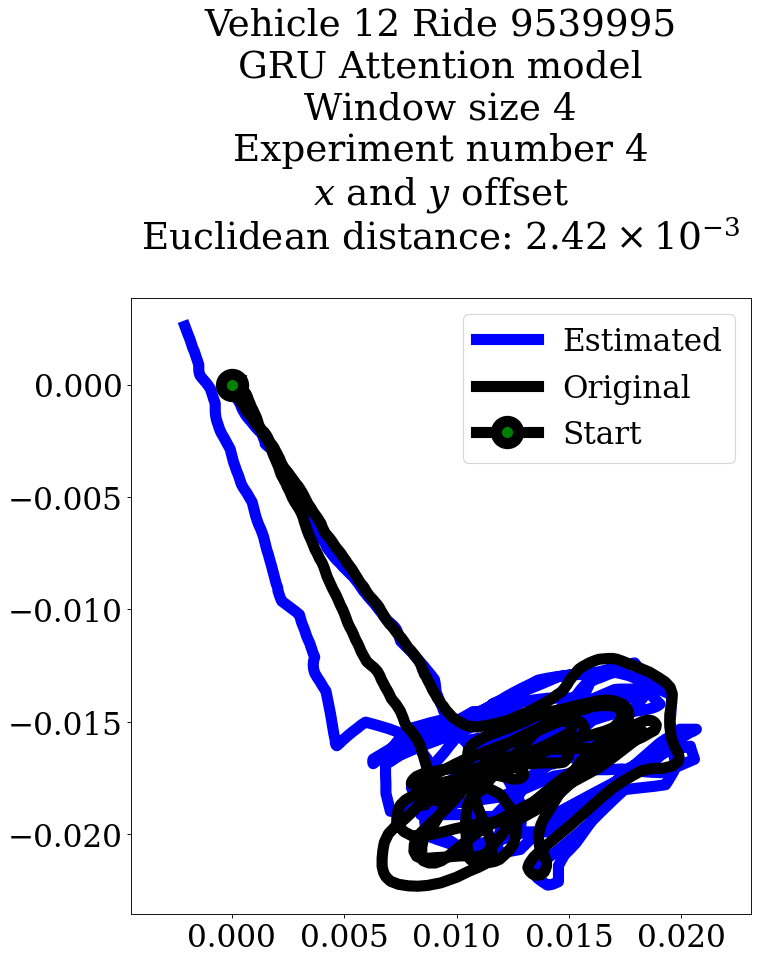 Vehicle 12 Ride 9539995
GRU Attention model
Window size 4
Experiment number 4
x and y offset
Euclidean distance: 2.42 × 10⁻³
Estimated
Original
Start
0.000
−0.005
−0.010
−0.015
−0.020
0.000 0.005 0.010 0.015 0.020